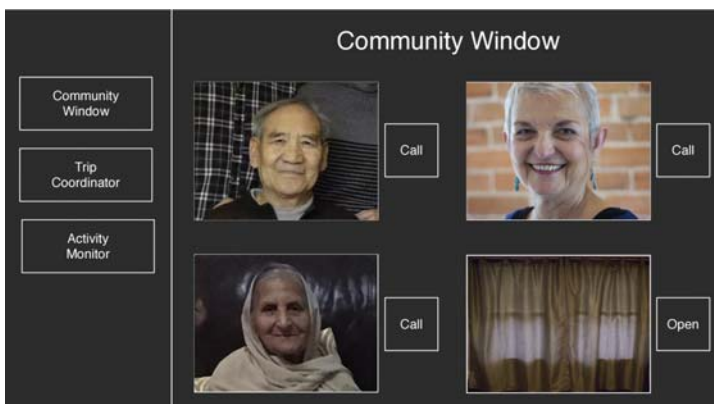 Community Window
Community
Window
Trip
Coordinator
Activity
Monitor
Call
Call
Call
Open